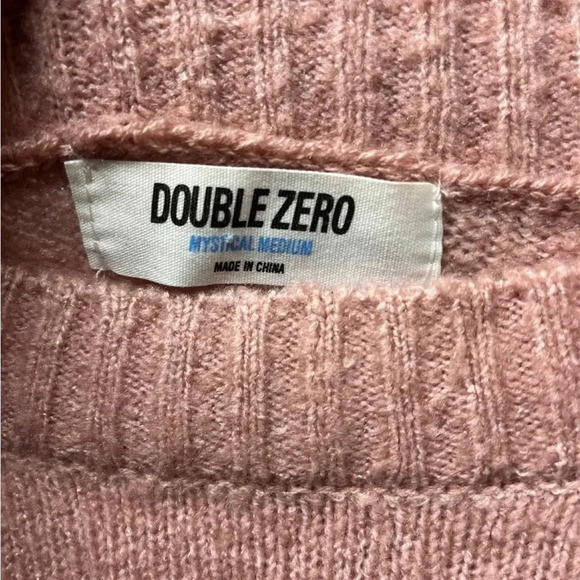 DOUBLE ZERO
MYSTICAL MEDIUM
MADE IN CHINA